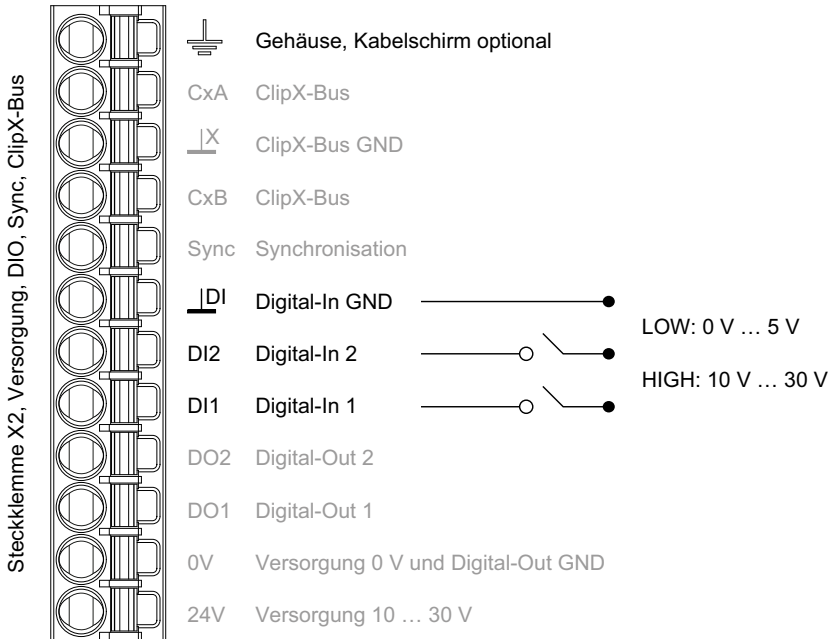 Steckklemme X2, Versorgung, DIO, Sync, ClipX-Bus
Gehäuse, Kabelschirm optional
CxA ClipX-Bus
X ClipX-Bus GND
CxB ClipX-Bus
Sync Synchronisation
DI Digital-In GND
LOW: 0 V … 5 V
DI2 Digital-In 2
HIGH: 10 V … 30 V
DI1 Digital-In 1
DO2 Digital-Out 2
DO1 Digital-Out 1
0V Versorgung 0 V und Digital-Out GND
24V Versorgung 10 … 30 V